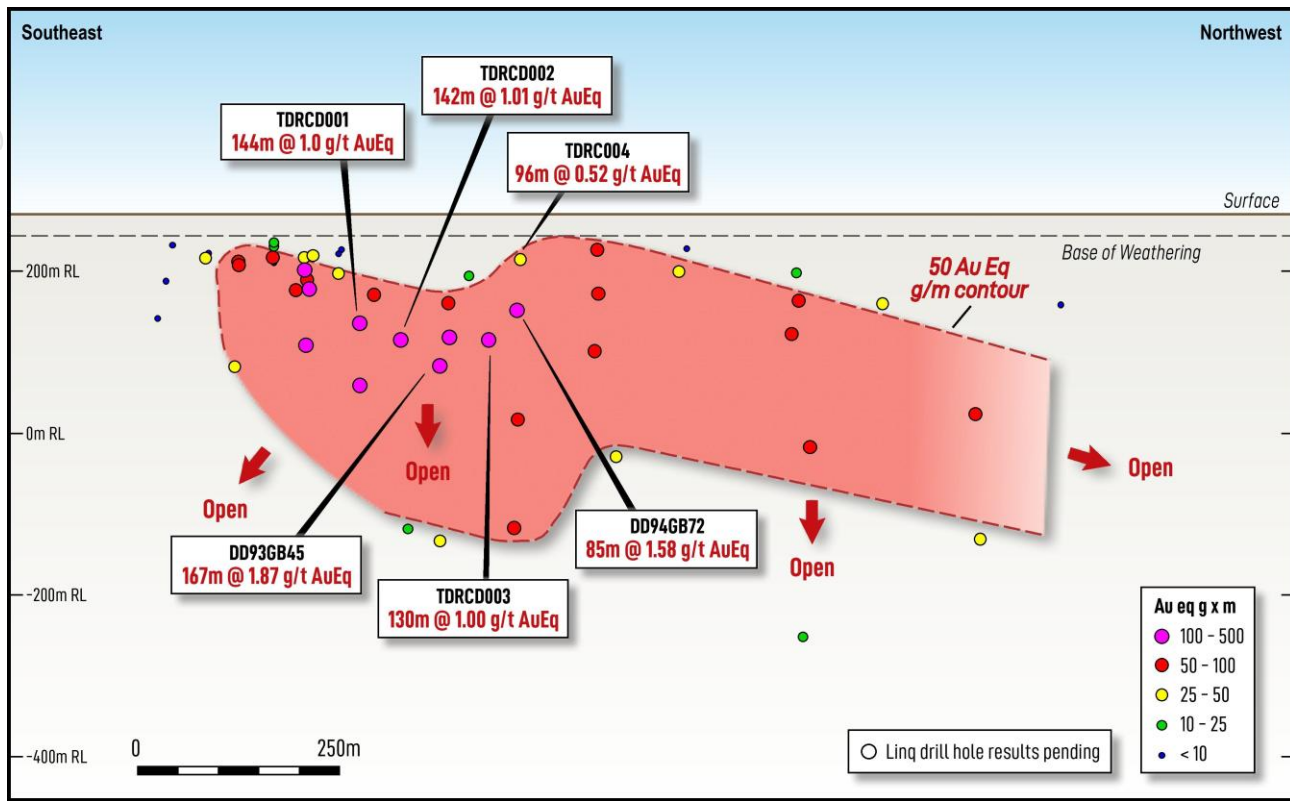 Southeast
Northwest
TDRCD002
142m @ 1.01 g/t AuEq
TDRCD001
144m @ 1.0 g/t AuEq
TDRC004
96m @ 0.52 g/t AuEq
Surface
Base of Weathering
200m RL
50 Au Eq
g/m contour
0m RL
Open
Open
Open
Open
DD93GB45
167m @ 1.87 g/t AuEq
DD94GB72
85m @ 1.58 g/t AuEq
TDRCD003
130m @ 1.00 g/t AuEq
-200m RL
Au eq g x m
100 - 500
50 - 100
25 - 50
10 - 25
< 10
0
250m
Linq drill hole results pending
-400m RL